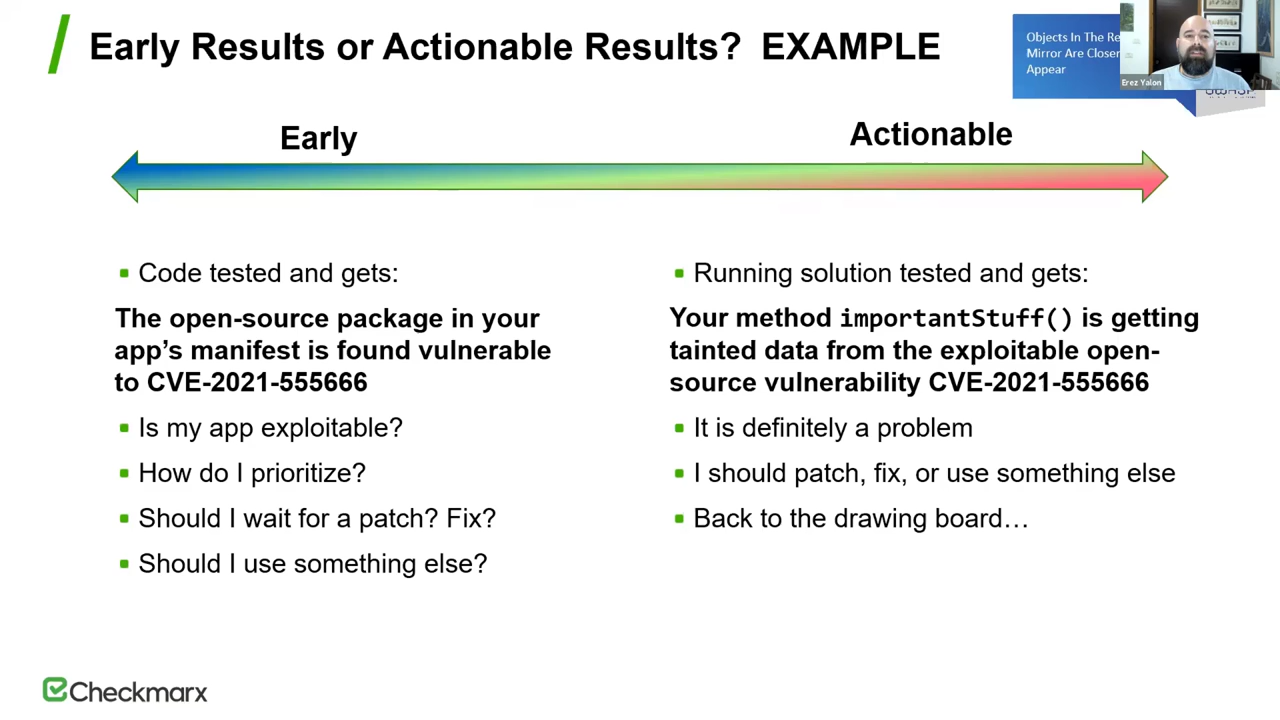 Early Results or Actionable Results? EXAMPLE
Objects In The Re
Mirror Are Closer
Appear
Erez Yalon
Early
Actionable
Code tested and gets:
The open-source package in your
app's manifest is found vulnerable
to CVE-2021-555666
Is my app exploitable?
How do I prioritize?
Should I wait for a patch? Fix?
Should I use something else?
Running solution tested and gets:
Your method importantStuff() is getting
tainted data from the exploitable open-
source vulnerability CVE-2021-555666
It is definitely a problem
I should patch, fix, or use something else
Back to the drawing board…
Checkmarx